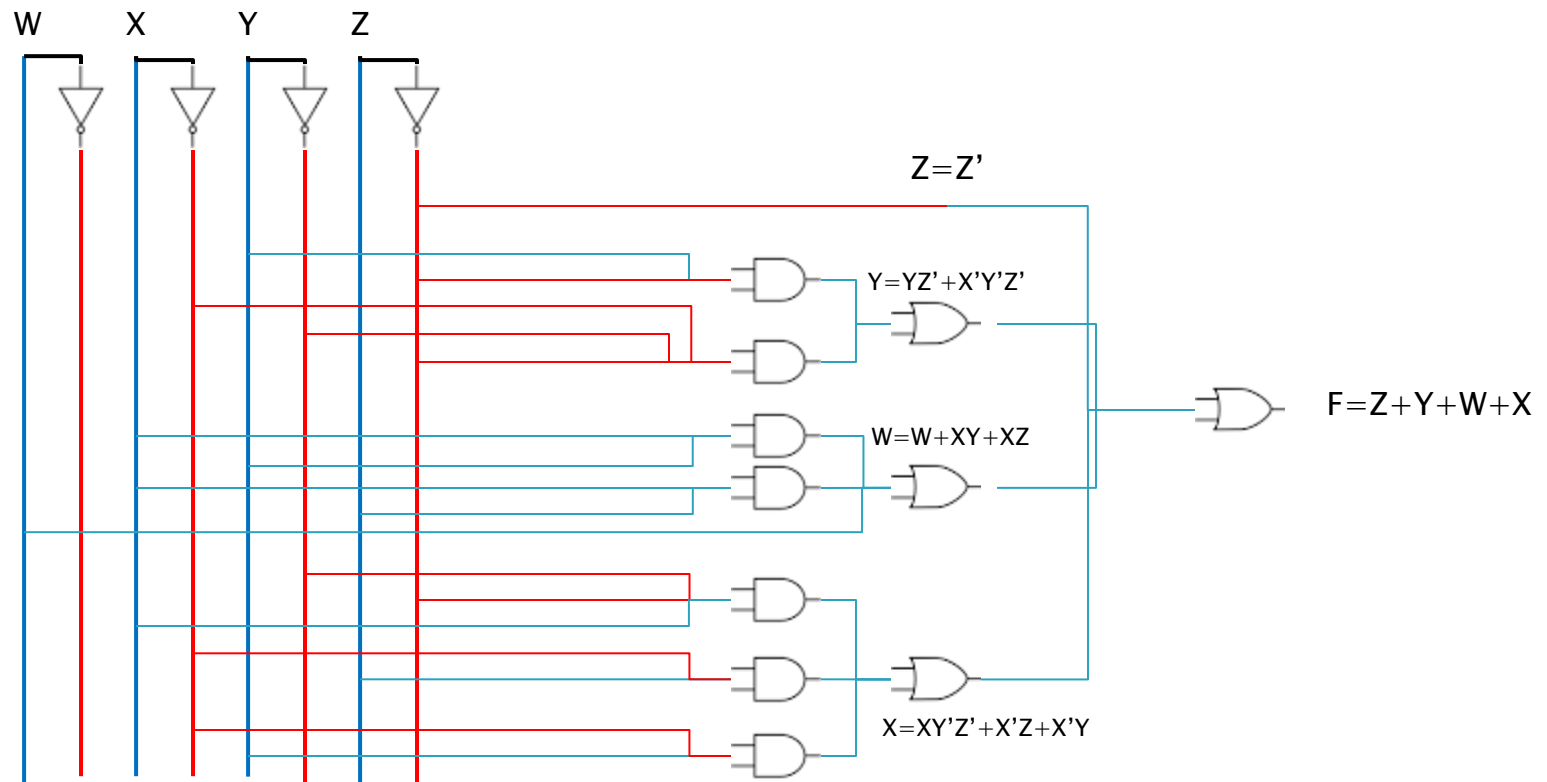 W X Y Z
Z=Z’
Y=YZ’+X’Y’Z’
F=Z+Y+W+X
W=W+XY+XZ
X=XY’Z’+X’Z+X’Y